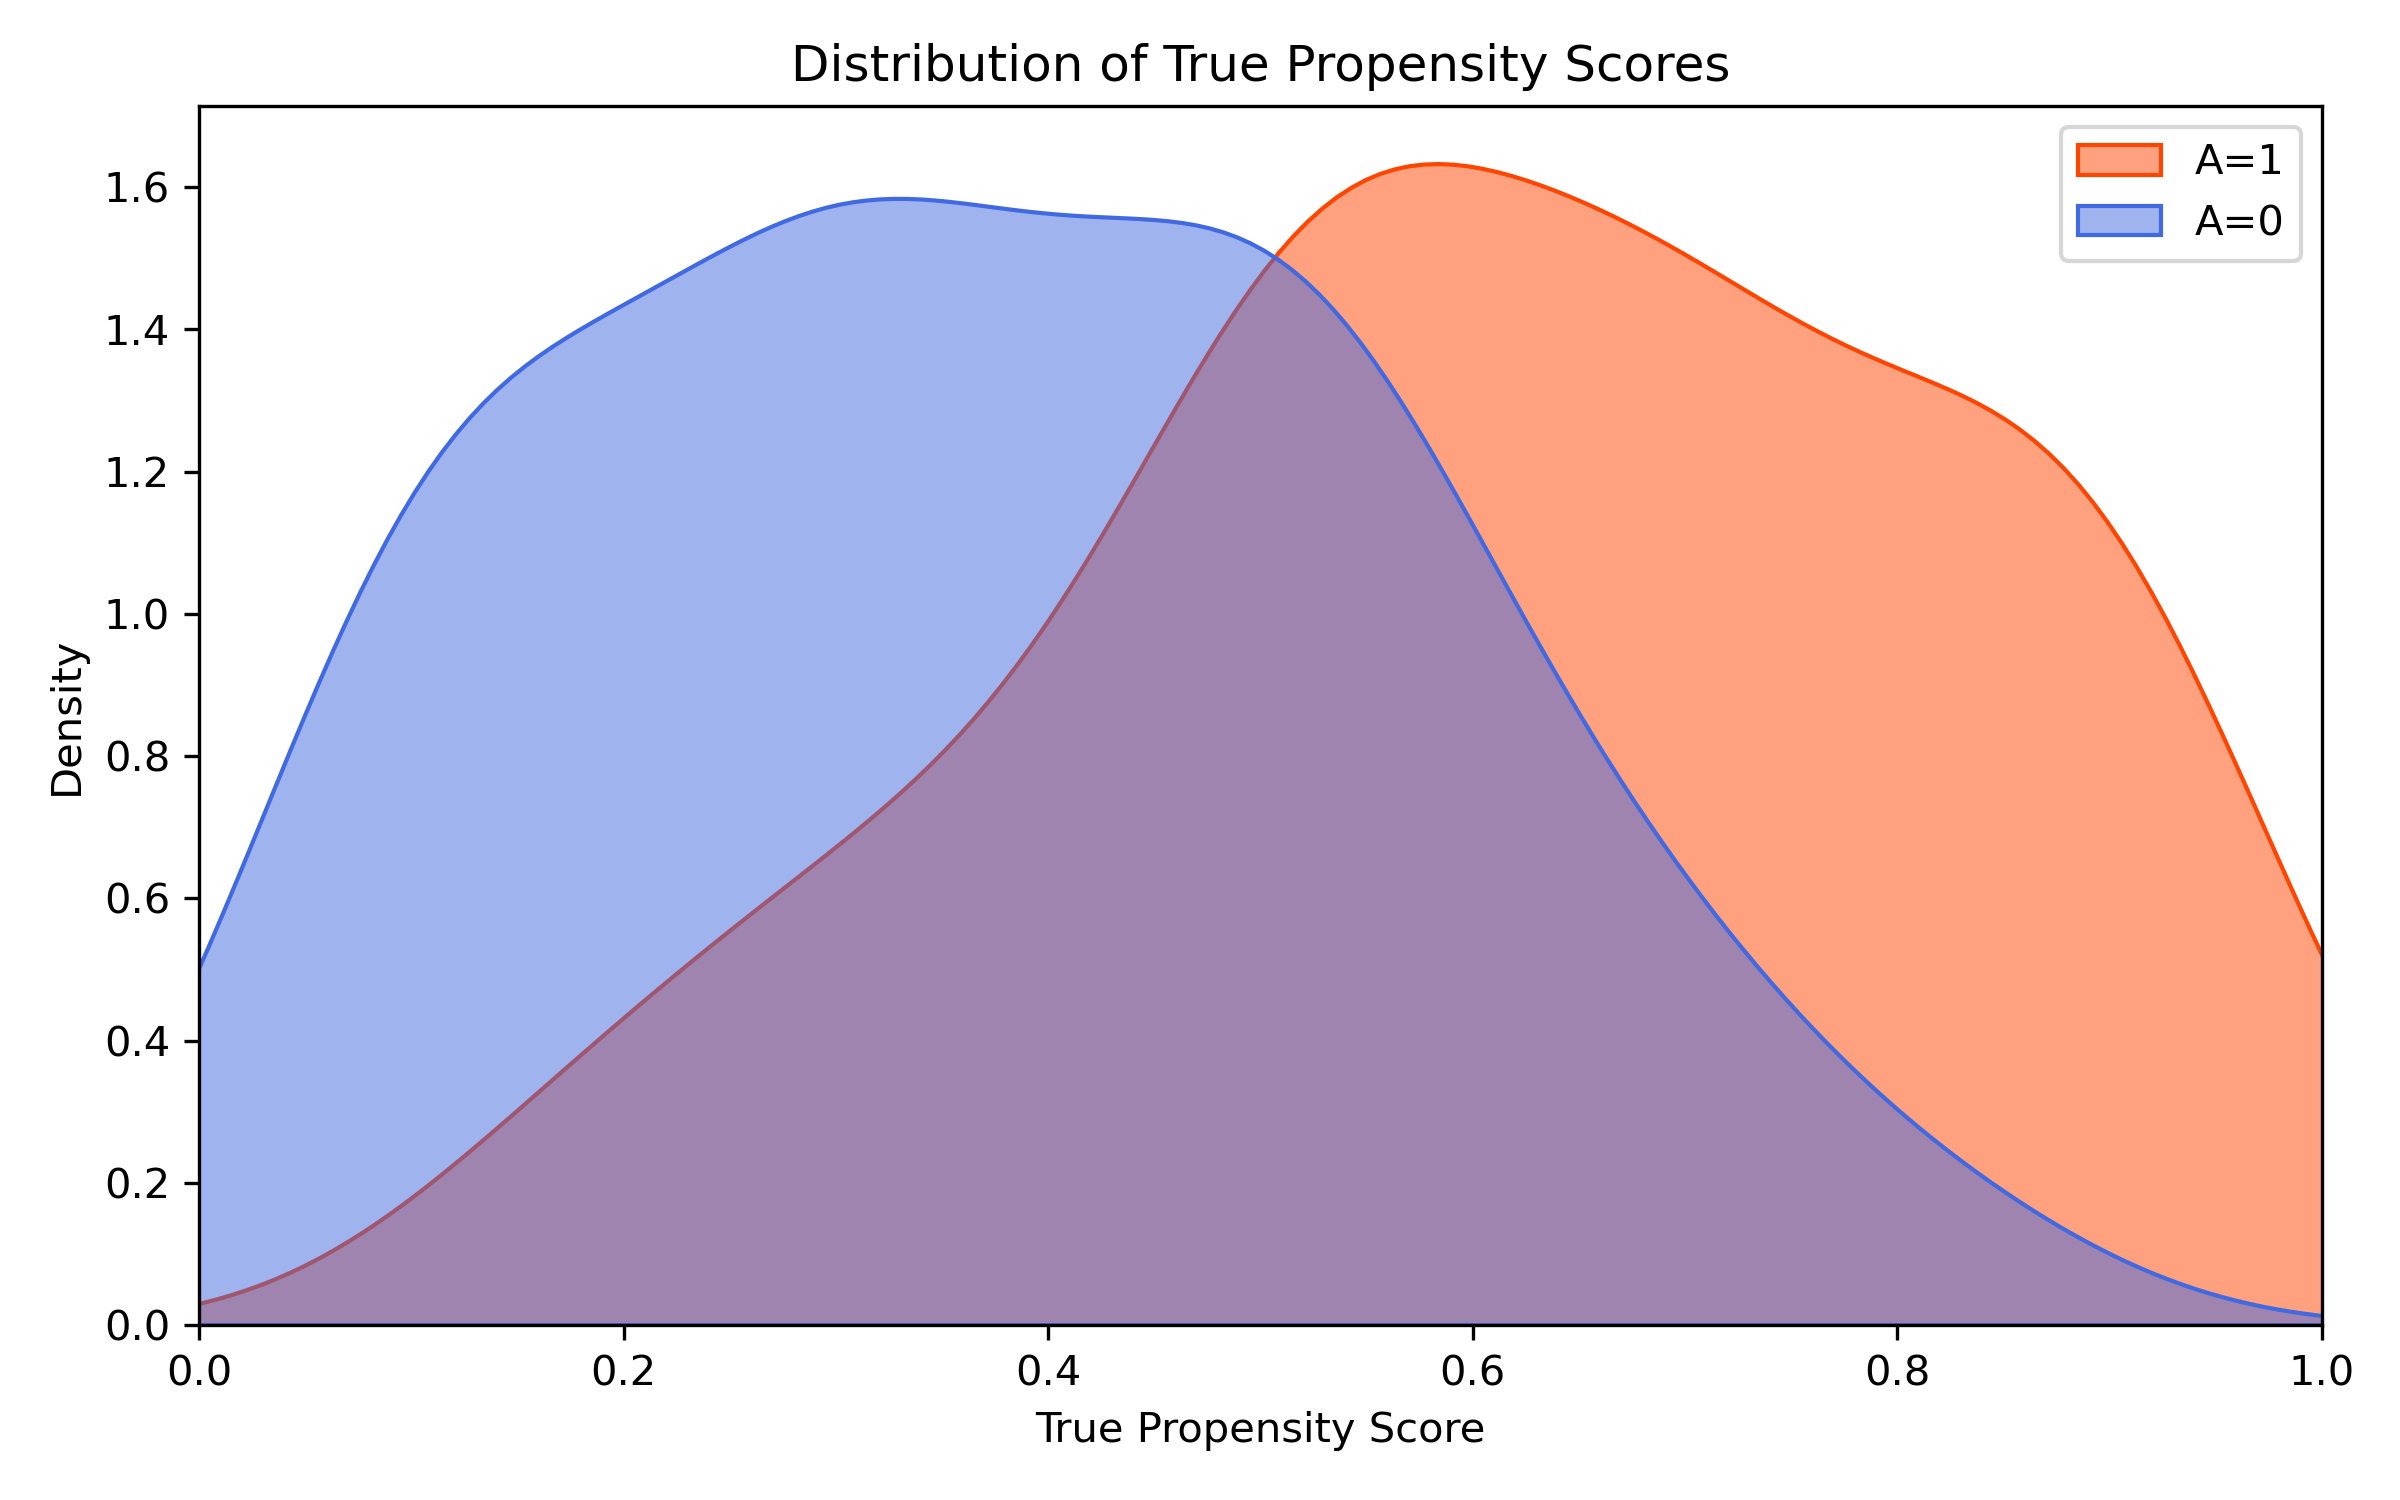 Distribution of True Propensity Scores
A=1
A=0
1.6
1.4
1.2
1.0
0.8
0.6
0.4
0.2
0.0
Density
0.0 0.2 0.4 0.6 0.8 1.0
True Propensity Score